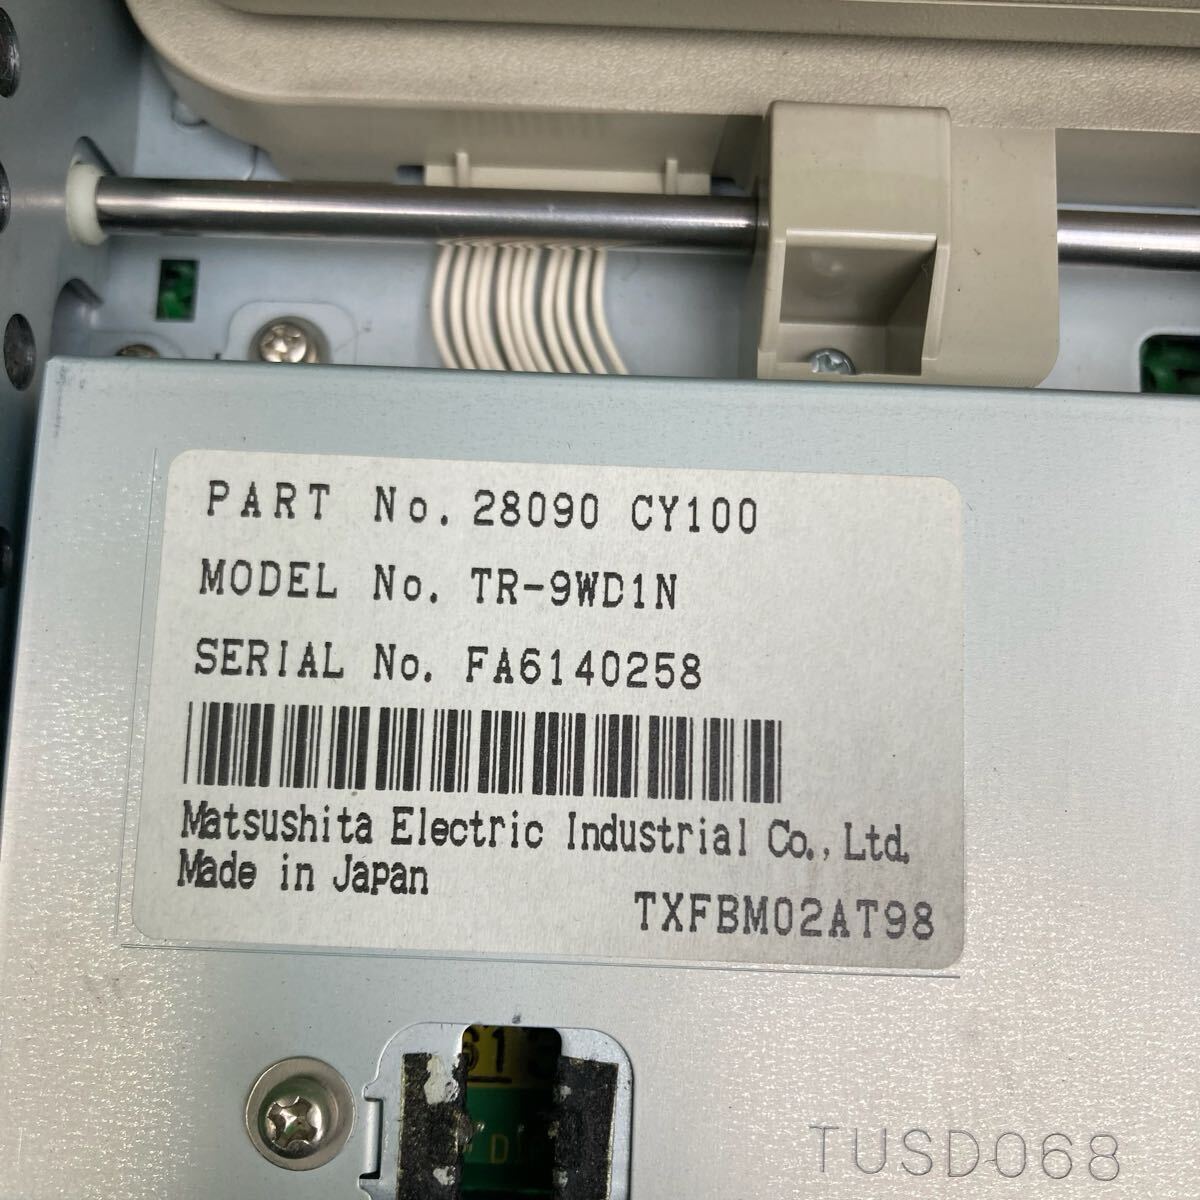 PART No. 28090 CY100
MODEL No. TR-9WD1N
SERIAL No. FA6140258
Matsushita Electric Industrial Co., Ltd.
Made in Japan
TXFBM02AT98
TUSD068